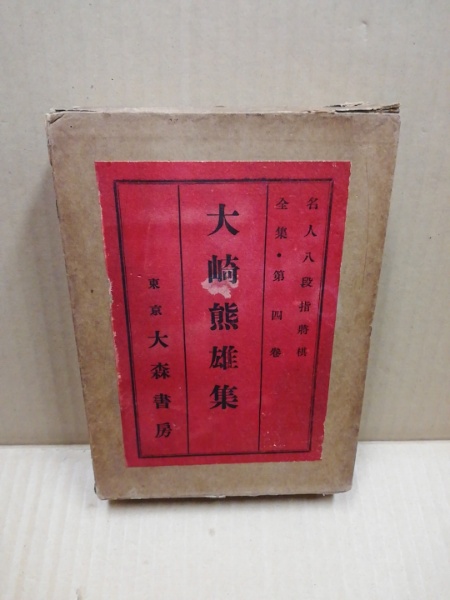 名人八段指將棋
全集・第四卷
大崎熊雄集
東京 大森書房